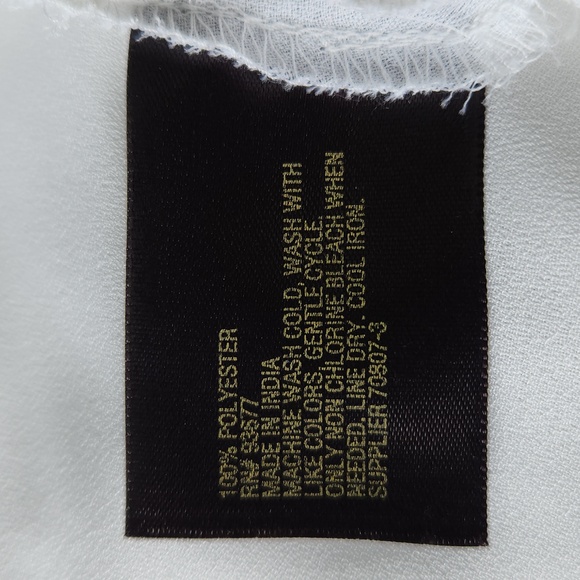 100% POLYESTER
RN# 93677
MADE IN INDIA
MACHINE WASH COLD, WASH WITH
LIKE COLORS, GENTLE CYCLE.
ONLY NON CHLORINE BLEACH WHEN
NEEDED. LINE DRY. COOL IRON.
SUPPLIER 70807-3